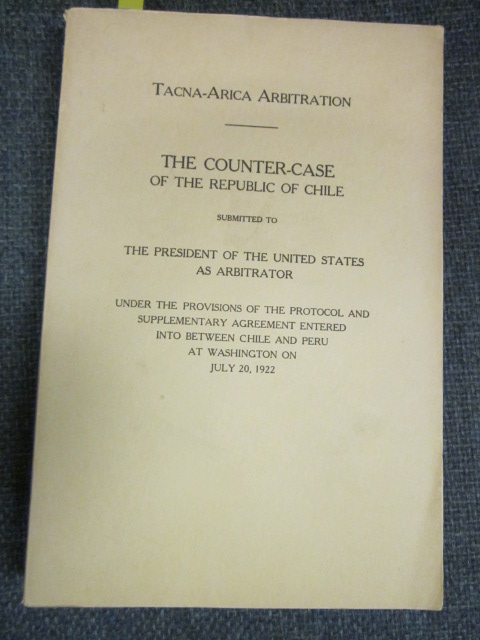 TACNA-ARICA ARBITRATION
THE COUNTER-CASE
OF THE REPUBLIC OF CHILE
SUBMITTED TO
THE PRESIDENT OF THE UNITED STATES
AS ARBITRATOR
UNDER THE PROVISIONS OF THE PROTOCOL AND
SUPPLEMENTARY AGREEMENT ENTERED
INTO BETWEEN CHILE AND PERU
AT WASHINGTON ON
JULY 20, 1922